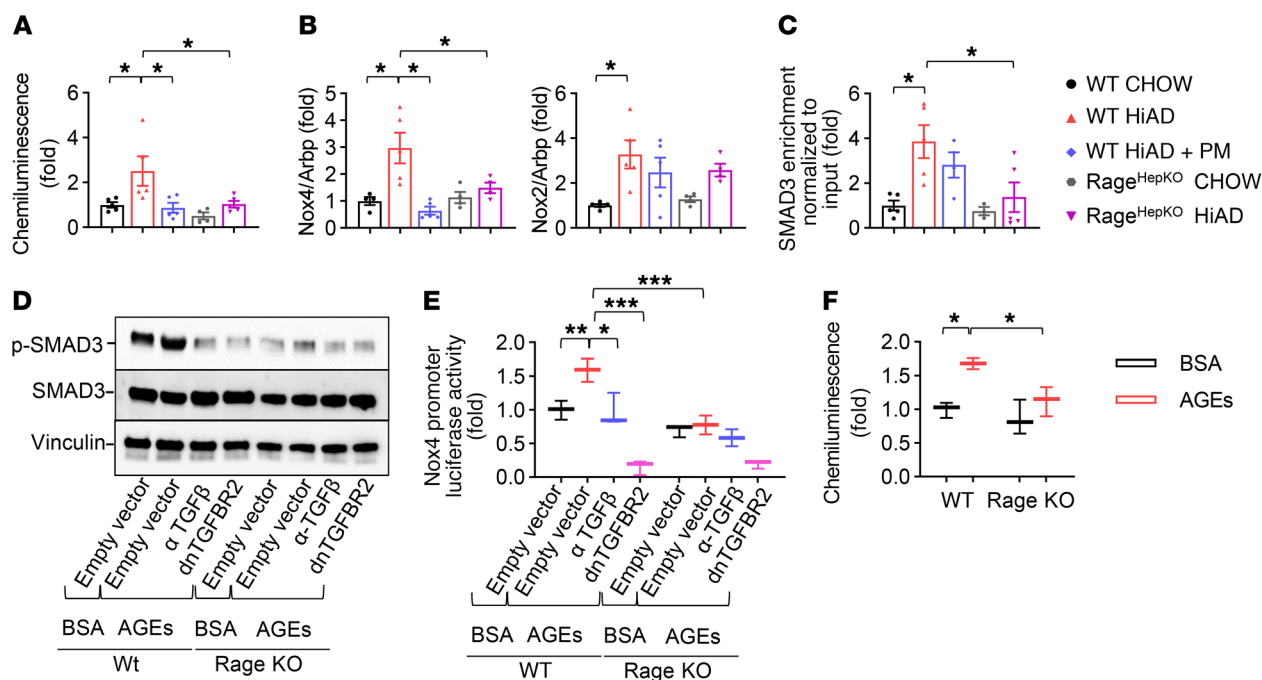 A
B
C
* *
*
Chemiluminescence
(fold)
6
4
2
0
* *
*
Nox4/Arbp (fold)
5
4
3
2
1
0
*
Nox2/Arbp (fold)
6
4
2
0
*
*
SMAD3 enrichment
normalized to
input (fold)
6
4
2
0
WT CHOW
WT HiAD
WT HiAD + PM
Rage^HepKO CHOW
Rage^HepKO HiAD
D
p-SMAD3
SMAD3
Vinculin
Empty vector
Empty vector
α TGFβ
dnTGFBR2
Empty vector
Empty vector
α-TGFβ
dnTGFBR2
BSA AGEs BSA AGEs
Wt Rage KO
E
***
***
** *
Nox4 promoter
luciferase activity
(fold)
2.0
1.5
1.0
0.5
0.0
Empty vector
Empty vector
α TGFβ
dnTGFBR2
Empty vector
Empty vector
α-TGFβ
dnTGFBR2
BSA AGEs BSA AGEs
WT Rage KO
F
* *
Chemiluminescence
(fold)
2.0
1.5
1.0
0.5
0.0
WT Rage KO
BSA
AGEs